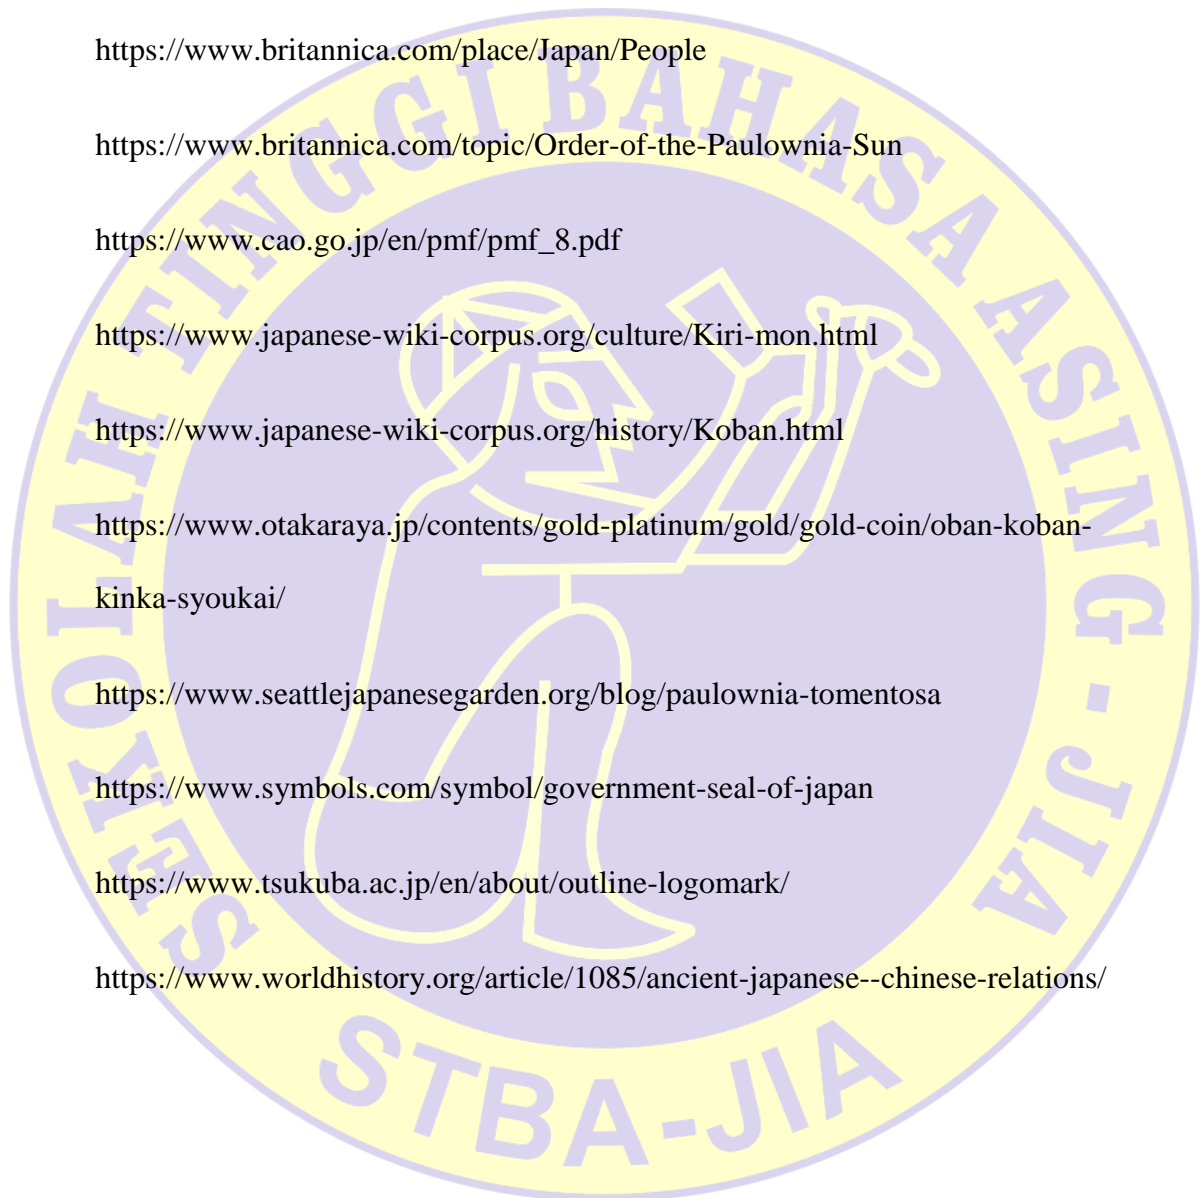 https://www.britannica.com/place/Japan/People
https://www.britannica.com/topic/Order-of-the-Paulownia-Sun
https://www.cao.go.jp/en/pmf/pmf_8.pdf
https://www.japanese-wiki-corpus.org/culture/Kiri-mon.html
https://www.japanese-wiki-corpus.org/history/Koban.html
https://www.otakaraya.jp/contents/gold-platinum/gold/gold-coin/oban-koban-
kinka-syoukai/
https://www.seattlejapanesegarden.org/blog/paulownia-tomentosa
https://www.symbols.com/symbol/government-seal-of-japan
https://www.tsukuba.ac.jp/en/about/outline-logomark/
https://www.worldhistory.org/article/1085/ancient-japanese--chinese-relations/
SEKOLAH TINGGI BAHASA ASING - JIA
STBA-JIA